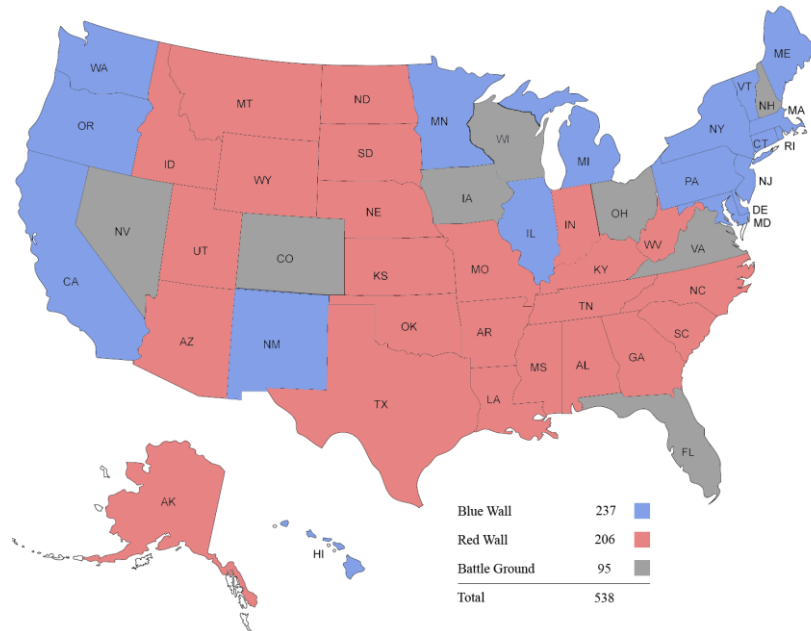 WA
MT
ND
MN
ME
VT
NH
MA
OR
ID
SD
WI
MI
NY
CT
RI
WY
IA
PA
NJ
NE
IL
IN
OH
DE
MD
NV
UT
CO
KS
MO
WV
VA
KY
CA
NC
TN
OK
AR
SC
AZ
NM
MS
AL
GA
TX
LA
FL
AK
HI
Blue Wall 237
Red Wall 206
Battle Ground 95
Total 538